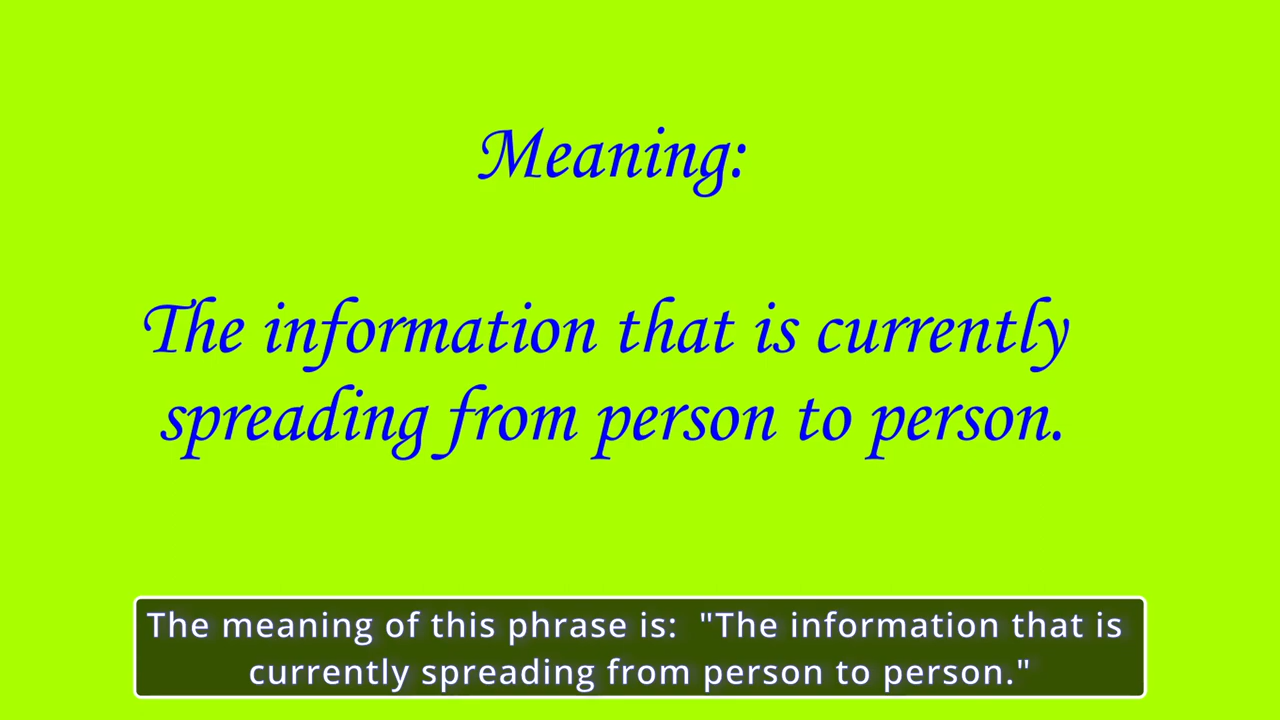 Meaning:
The information that is currently
spreading from person to person.
The meaning of this phrase is:  "The information that is
currently spreading from person to person."